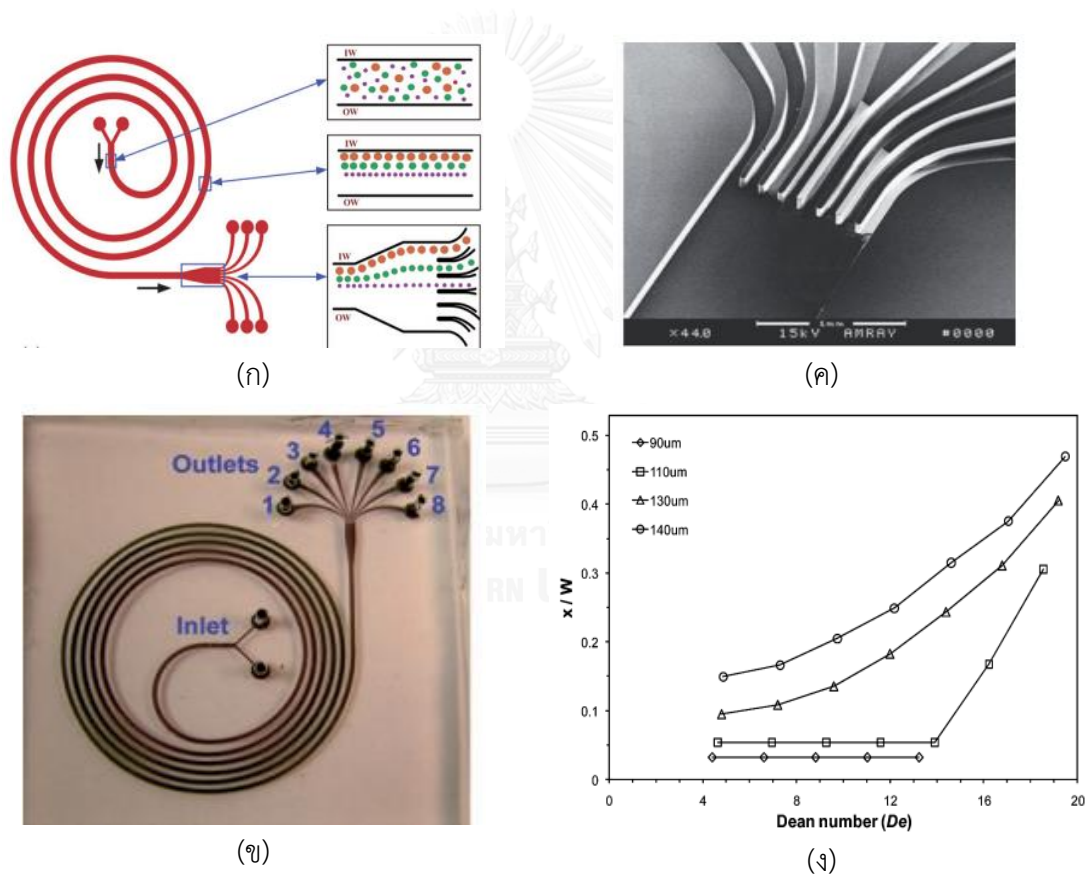 IW
OW
IW
OW
IW
OW
(ก)
×44.0 15kV AMRAY #0000
(ค)
Outlets
1
2
3
4
5
6
7
8
Inlet
(ข)
0.5
0.4
0.3
0.2
0.1
0
x / W
90um
110um
130um
140um
0 4 8 12 16 20
Dean number (De)
(ง)